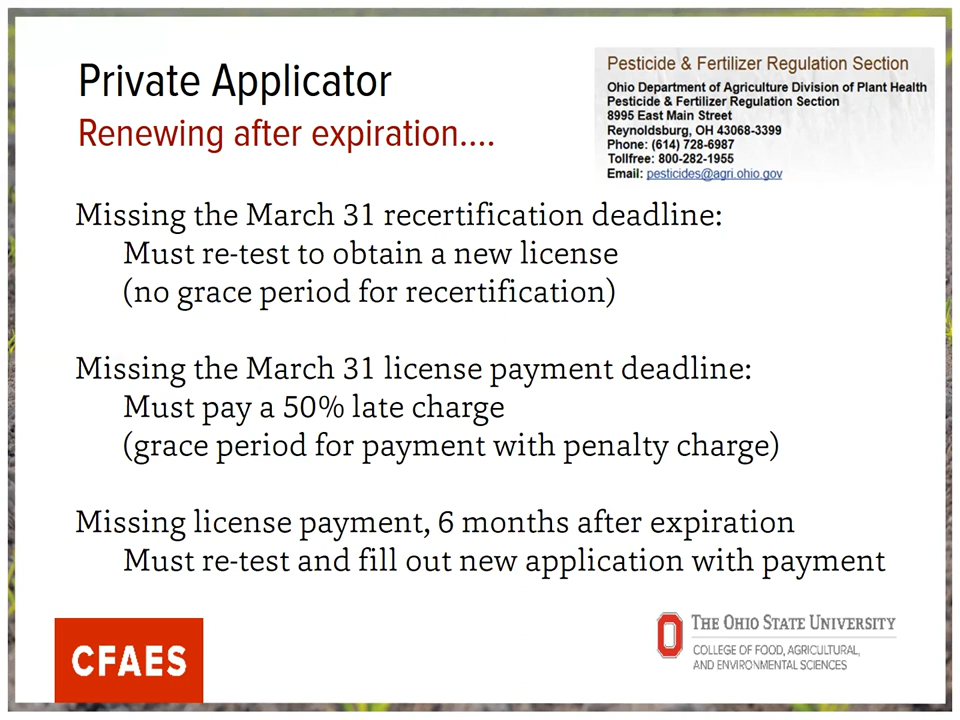 Private Applicator
Renewing after expiration....
Pesticide & Fertilizer Regulation Section
Ohio Department of Agriculture Division of Plant Health
Pesticide & Fertilizer Regulation Section
8995 East Main Street
Reynoldsburg, OH 43068-3399
Phone: (614) 728-6987
Tollfree: 800-282-1955
Email: pesticides@agri.ohio.gov
Missing the March 31 recertification deadline:
Must re-test to obtain a new license
(no grace period for recertification)
Missing the March 31 license payment deadline:
Must pay a 50% late charge
(grace period for payment with penalty charge)
Missing license payment, 6 months after expiration
Must re-test and fill out new application with payment
CFAES
THE OHIO STATE UNIVERSITY
COLLEGE OF FOOD, AGRICULTURAL,
AND ENVIRONMENTAL SCIENCES